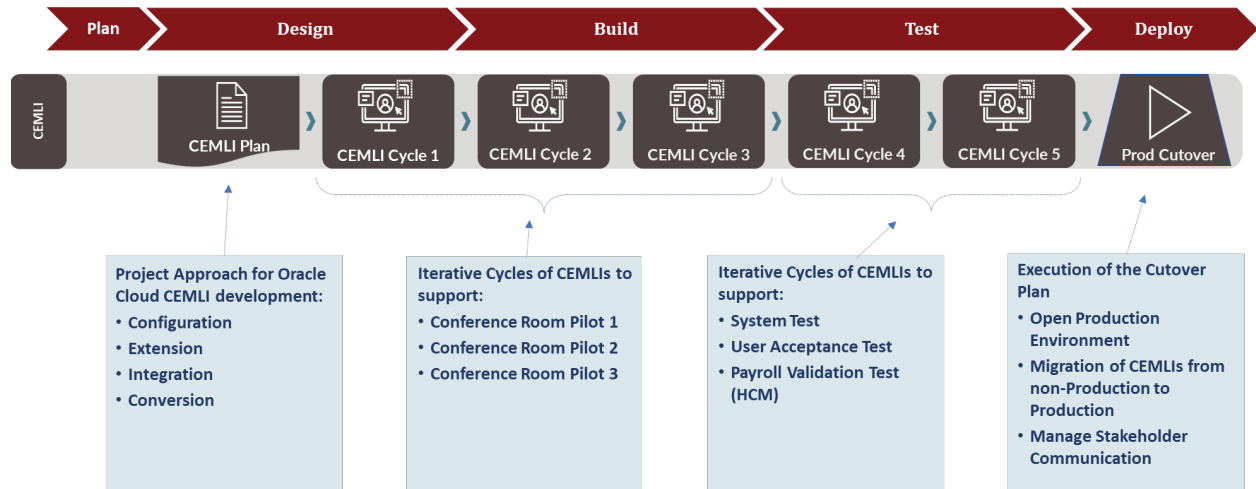 Plan
Design
Build
Test
Deploy
CEMLI
CEMLI Plan
CEMLI Cycle 1
CEMLI Cycle 2
CEMLI Cycle 3
CEMLI Cycle 4
CEMLI Cycle 5
Prod Cutover
Project Approach for Oracle
Cloud CEMLI development:
• Configuration
• Extension
• Integration
• Conversion
Iterative Cycles of CEMLIs to
support:
• Conference Room Pilot 1
• Conference Room Pilot 2
• Conference Room Pilot 3
Iterative Cycles of CEMLIs to
support:
• System Test
• User Acceptance Test
• Payroll Validation Test
(HCM)
Execution of the Cutover
Plan
• Open Production
Environment
• Migration of CEMLIs from
non-Production to
Production
• Manage Stakeholder
Communication